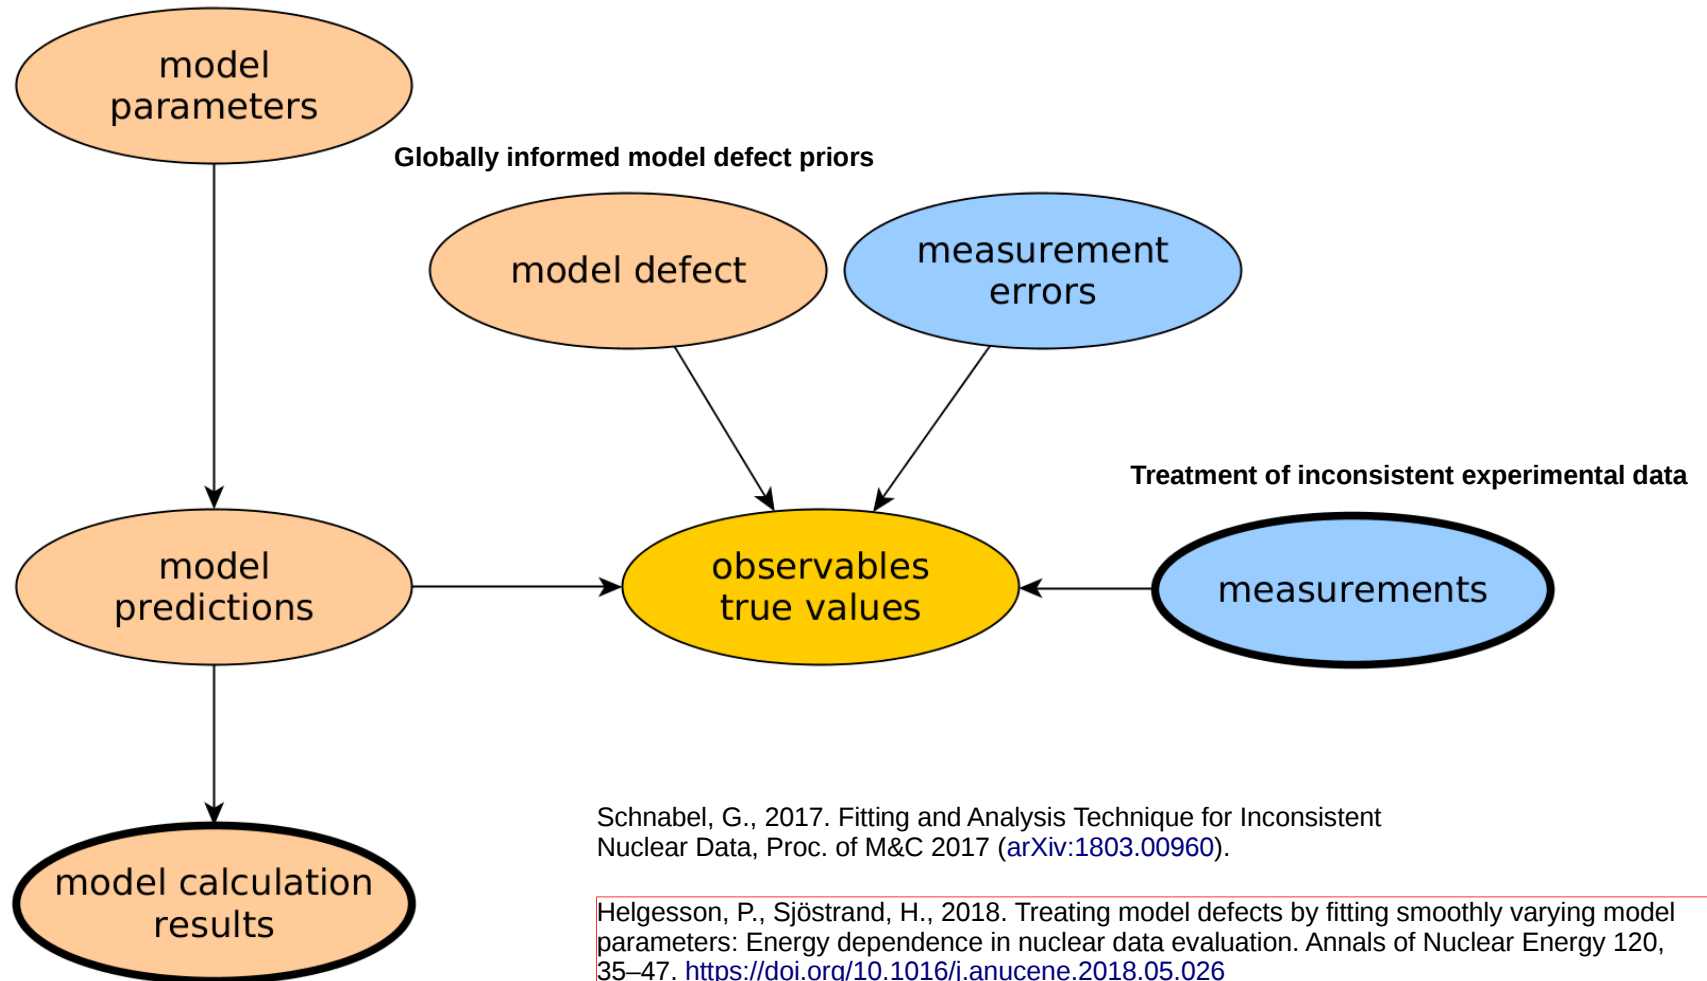 model
parameters
Globally informed model defect priors
model defect
measurement
errors
Treatment of inconsistent experimental data
model
predictions
observables
true values
measurements
model calculation
results
Schnabel, G., 2017. Fitting and Analysis Technique for Inconsistent
Nuclear Data, Proc. of M&C 2017 (arXiv:1803.00960).
Helgesson, P., Sjöstrand, H., 2018. Treating model defects by fitting smoothly varying model
parameters: Energy dependence in nuclear data evaluation. Annals of Nuclear Energy 120,
35–47. https://doi.org/10.1016/j.anucene.2018.05.026